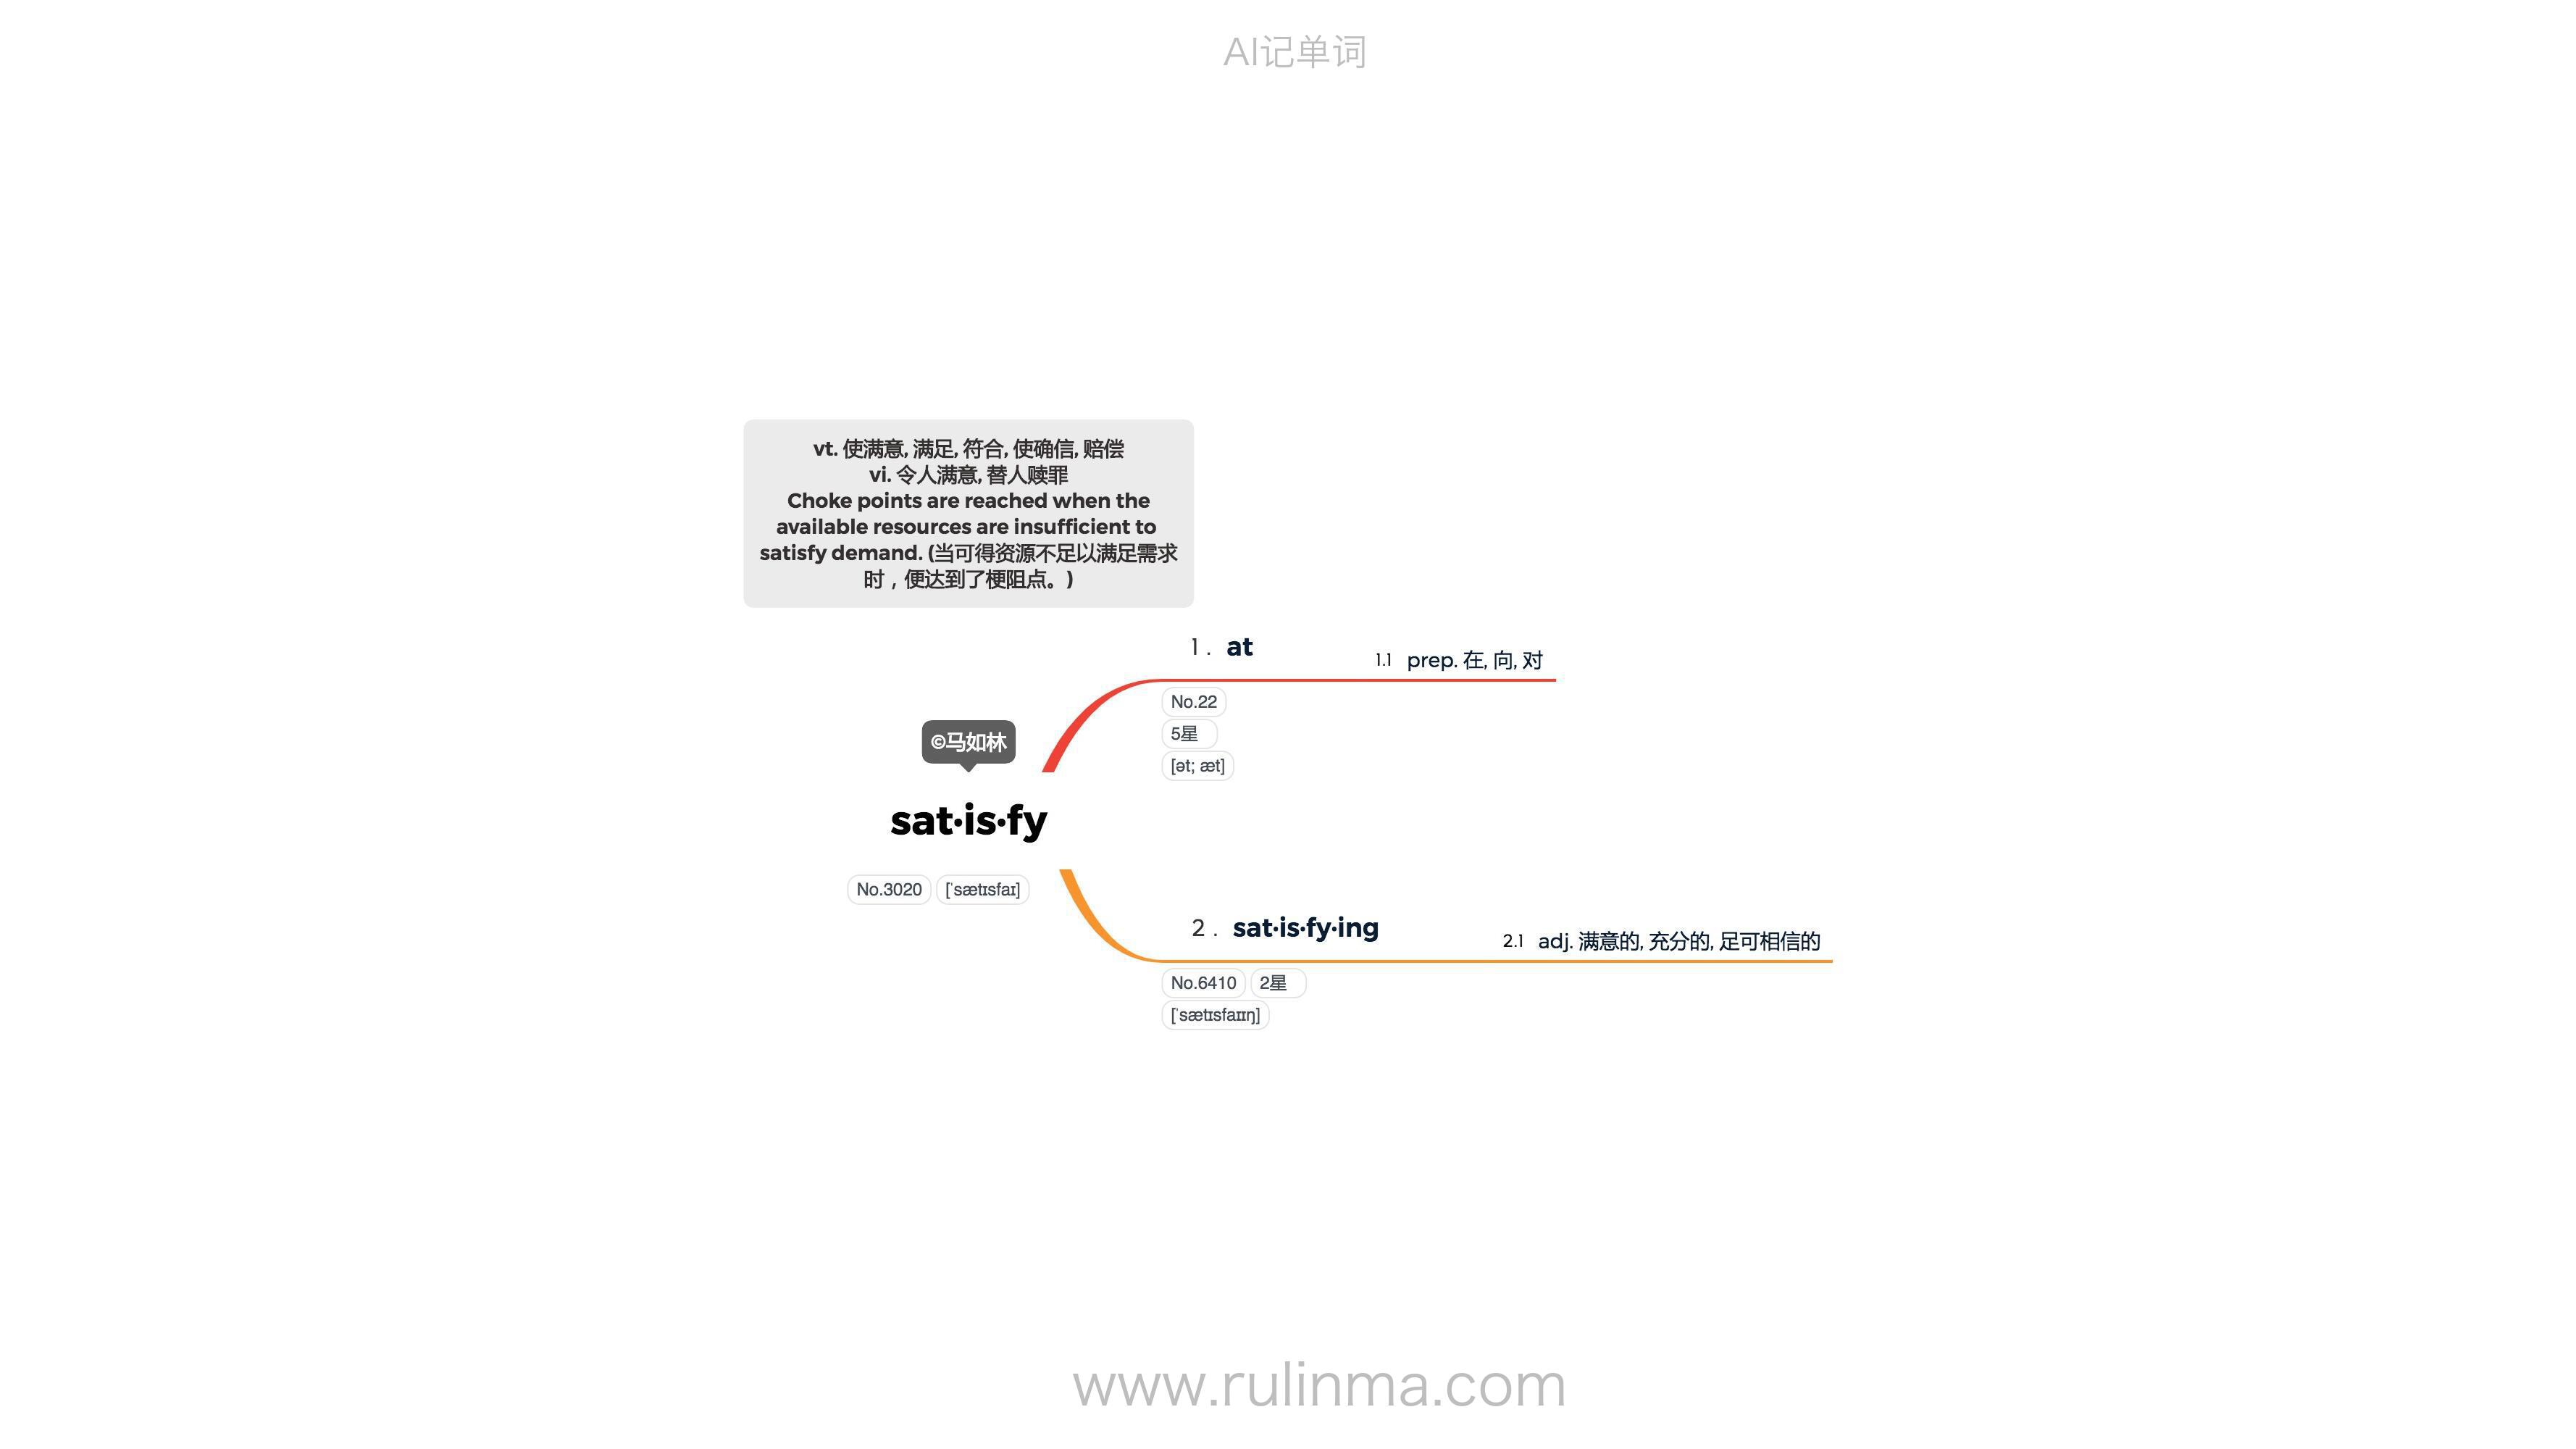 AI记单词
vt. 使满意, 满足, 符合, 使确信, 赔偿
vi. 令人满意, 替人赎罪
Choke points are reached when the
available resources are insufficient to
satisfy demand. (当可得资源不足以满足需求
时，便达到了梗阻点。)
1. at
1.1 prep. 在, 向, 对
No.22
5星
[ət; æt]
©马如林
sat·is·fy
No.3020 [ˈsætɪsfaɪ]
2. sat·is·fy·ing
2.1 adj. 满意的, 充分的, 足可相信的
No.6410 2星
[ˈsætɪsfaɪɪŋ]
www.rulinma.com